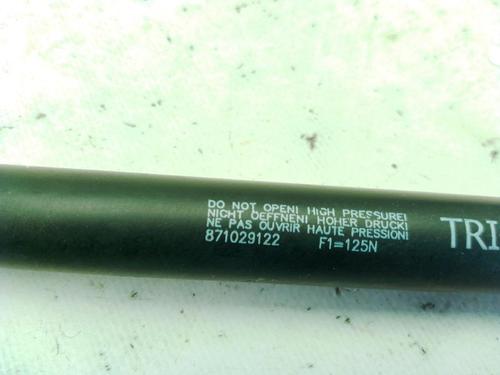 DO NOT OPEN! HIGH PRESSURE!
NICHT OEFFNEN! HOHER DRUCK!
NE PAS OUVRIR HAUTE PRESSION!
871029122 F1=125N
TRI